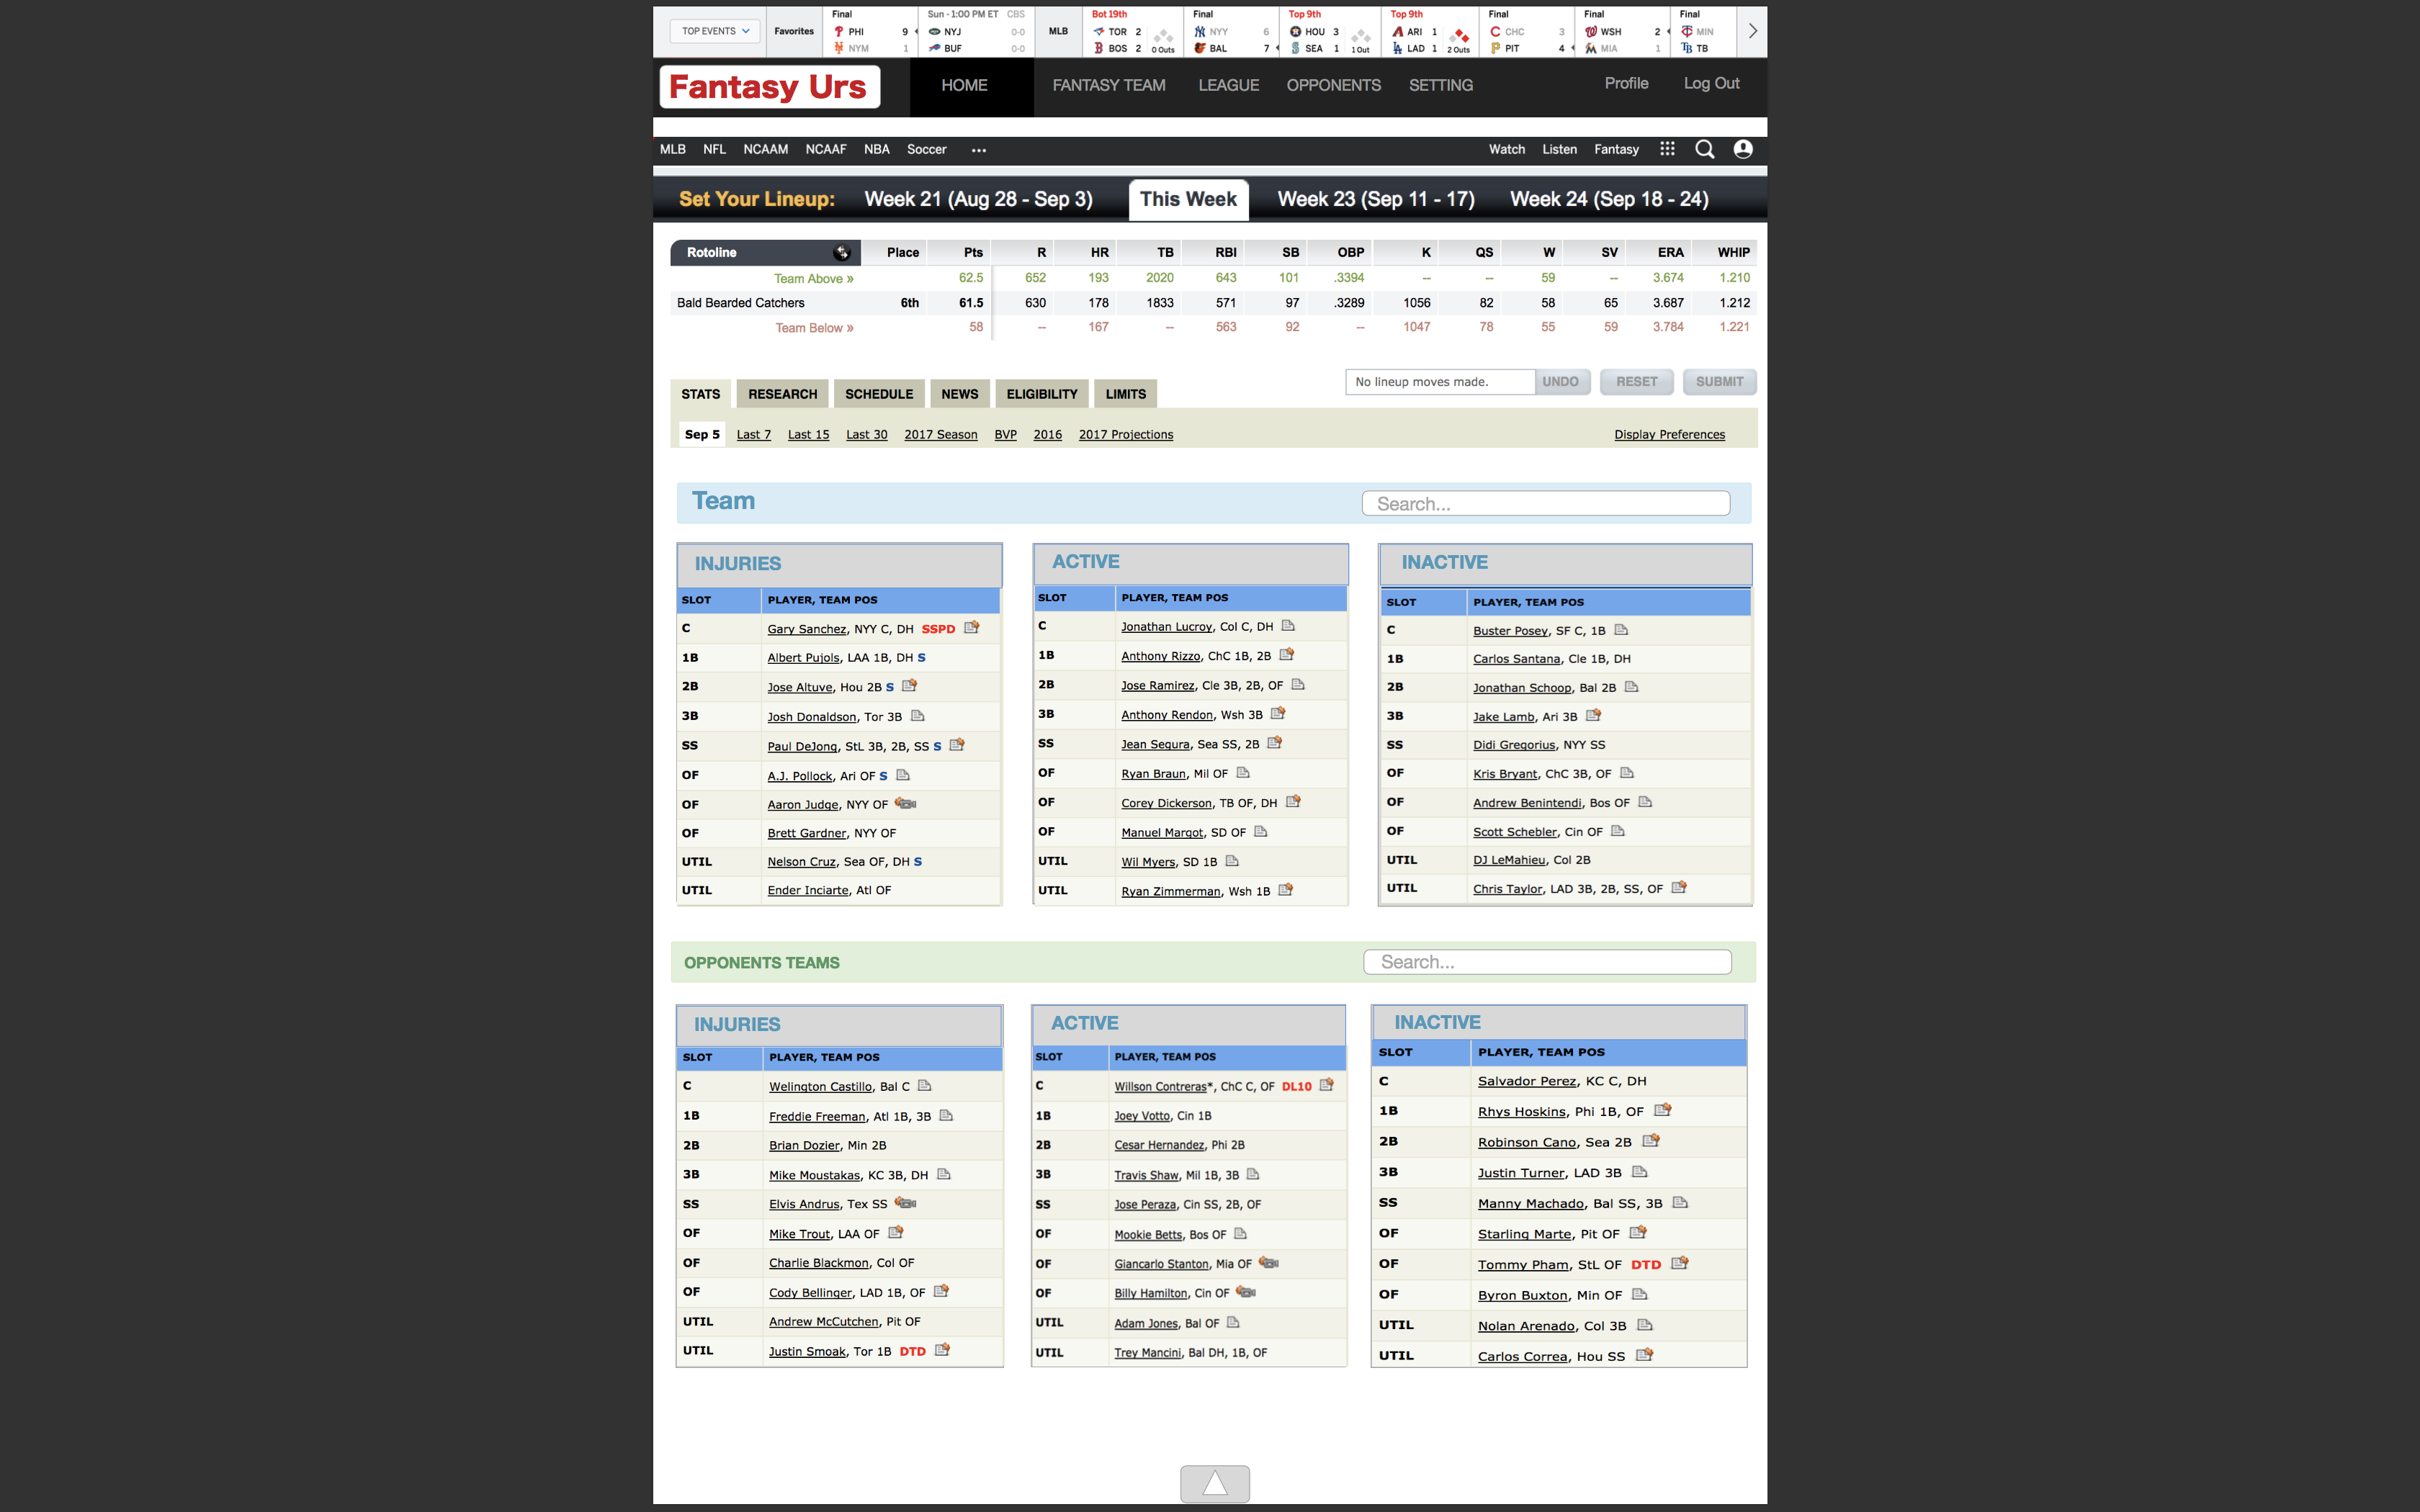 TOP EVENTS
Favorites
Final
PHI 9
NYM 1
Sun - 1:00 PM ET CBS
NYJ 0-0
BUF 0-0
MLB
Bot 19th
TOR 2
BOS 2 0 Outs
Final
NYY 6
BAL 7
Top 9th
HOU 3
SEA 1 1 Out
Top 9th
ARI 1
LAD 1 2 Outs
Final
CHC 3
PIT 4
Final
WSH 2
MIA 1
Final
MIN
TB
Fantasy Urs
HOME FANTASY TEAM LEAGUE OPPONENTS SETTING Profile Log Out
MLB NFL NCAAM NCAAF NBA Soccer ••• Watch Listen Fantasy
Set Your Lineup: Week 21 (Aug 28 - Sep 3) This Week Week 23 (Sep 11 - 17) Week 24 (Sep 18 - 24)
Rotoline Place Pts R HR TB RBI SB OBP K QS W SV ERA WHIP
Team Above » 62.5 652 193 2020 643 101 .3394 -- -- 59 -- 3.674 1.210
Bald Bearded Catchers 6th 61.5 630 178 1833 571 97 .3289 1056 82 58 65 3.687 1.212
Team Below » 58 -- 167 -- 563 92 -- 1047 78 55 59 3.784 1.221
No lineup moves made. UNDO RESET SUBMIT
STATS RESEARCH SCHEDULE NEWS ELIGIBILITY LIMITS
Sep 5 Last 7 Last 15 Last 30 2017 Season BVP 2016 2017 Projections Display Preferences
Team Search...
INJURIES
SLOT PLAYER, TEAM POS
C Gary Sanchez, NYY C, DH SSPD
1B Albert Pujols, LAA 1B, DH S
2B Jose Altuve, Hou 2B S
3B Josh Donaldson, Tor 3B
SS Paul DeJong, StL 3B, 2B, SS S
OF A.J. Pollock, Ari OF S
OF Aaron Judge, NYY OF
OF Brett Gardner, NYY OF
UTIL Nelson Cruz, Sea OF, DH S
UTIL Ender Inciarte, Atl OF
ACTIVE
SLOT PLAYER, TEAM POS
C Jonathan Lucroy, Col C, DH
1B Anthony Rizzo, ChC 1B, 2B
2B Jose Ramirez, Cle 3B, 2B, OF
3B Anthony Rendon, Wsh 3B
SS Jean Segura, Sea SS, 2B
OF Ryan Braun, Mil OF
OF Corey Dickerson, TB OF, DH
OF Manuel Margot, SD OF
UTIL Wil Myers, SD 1B
UTIL Ryan Zimmerman, Wsh 1B
INACTIVE
SLOT PLAYER, TEAM POS
C Buster Posey, SF C, 1B
1B Carlos Santana, Cle 1B, DH
2B Jonathan Schoop, Bal 2B
3B Jake Lamb, Ari 3B
SS Didi Gregorius, NYY SS
OF Kris Bryant, ChC 3B, OF
OF Andrew Benintendi, Bos OF
OF Scott Schebler, Cin OF
UTIL DJ LeMahieu, Col 2B
UTIL Chris Taylor, LAD 3B, 2B, SS, OF
OPPONENTS TEAMS Search...
INJURIES
SLOT PLAYER, TEAM POS
C Welington Castillo, Bal C
1B Freddie Freeman, Atl 1B, 3B
2B Brian Dozier, Min 2B
3B Mike Moustakas, KC 3B, DH
SS Elvis Andrus, Tex SS
OF Mike Trout, LAA OF
OF Charlie Blackmon, Col OF
OF Cody Bellinger, LAD 1B, OF
UTIL Andrew McCutchen, Pit OF
UTIL Justin Smoak, Tor 1B DTD
ACTIVE
SLOT PLAYER, TEAM POS
C Willson Contreras*, ChC C, OF DL10
1B Joey Votto, Cin 1B
2B Cesar Hernandez, Phi 2B
3B Travis Shaw, Mil 1B, 3B
SS Jose Peraza, Cin SS, 2B, OF
OF Mookie Betts, Bos OF
OF Giancarlo Stanton, Mia OF
OF Billy Hamilton, Cin OF
UTIL Adam Jones, Bal OF
UTIL Trey Mancini, Bal DH, 1B, OF
INACTIVE
SLOT PLAYER, TEAM POS
C Salvador Perez, KC C, DH
1B Rhys Hoskins, Phi 1B, OF
2B Robinson Cano, Sea 2B
3B Justin Turner, LAD 3B
SS Manny Machado, Bal SS, 3B
OF Starling Marte, Pit OF
OF Tommy Pham, StL OF DTD
OF Byron Buxton, Min OF
UTIL Nolan Arenado, Col 3B
UTIL Carlos Correa, Hou SS